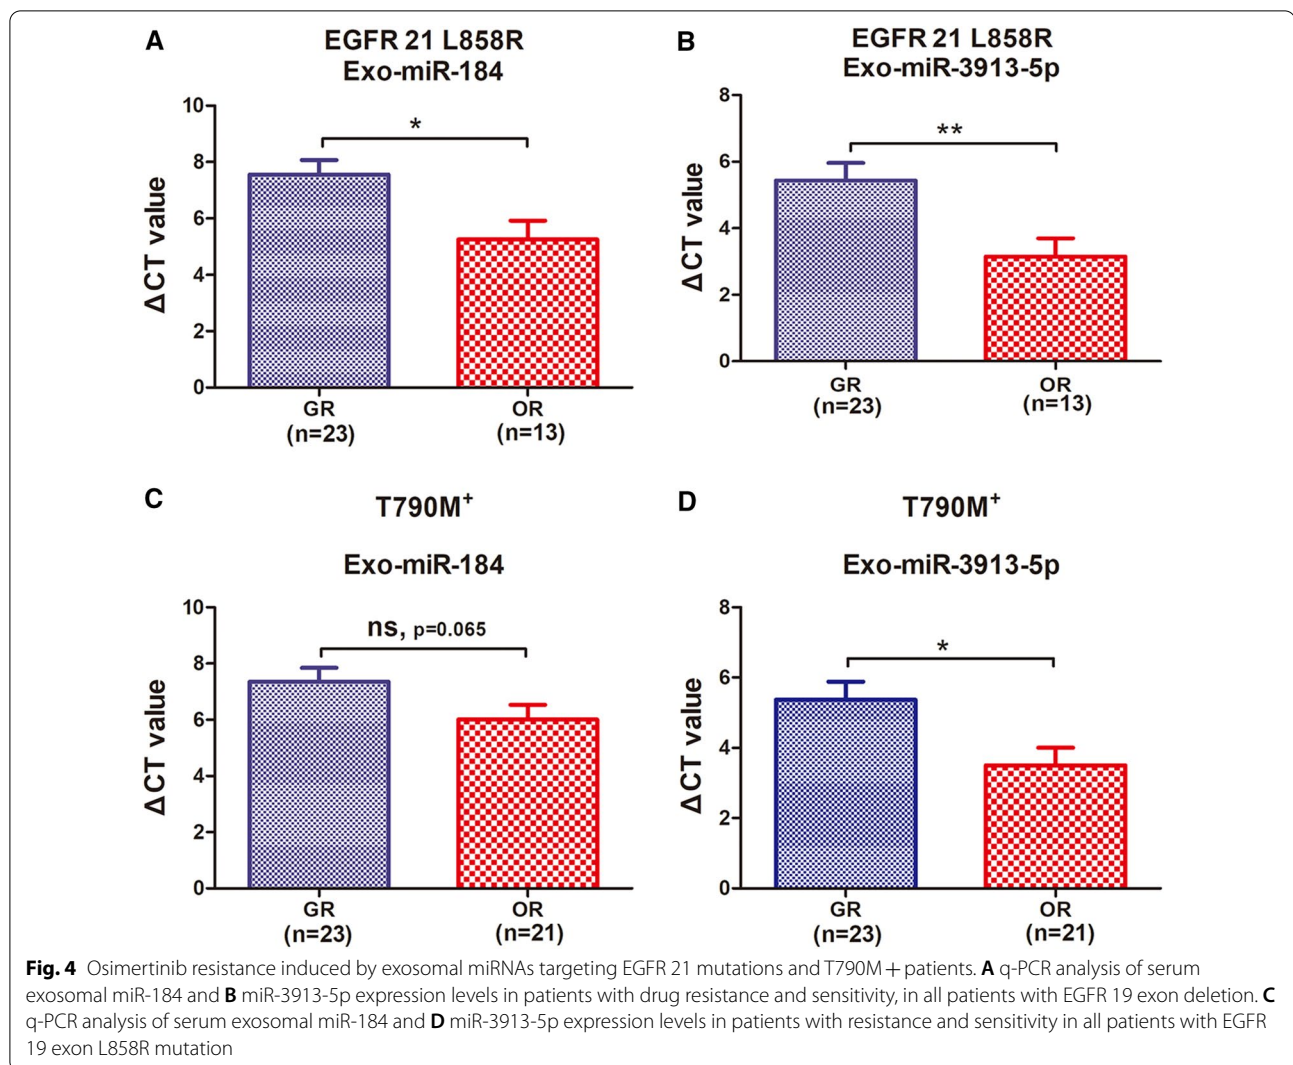 A
EGFR 21 L858R
Exo-miR-184
ΔCT value
10
8
6
4
2
0
*
GR
(n=23)
OR
(n=13)
B
EGFR 21 L858R
Exo-miR-3913-5p
ΔCT value
8
6
4
2
0
**
GR
(n=23)
OR
(n=13)
C
T790M+
Exo-miR-184
ΔCT value
10
8
6
4
2
0
ns, p=0.065
GR
(n=23)
OR
(n=21)
D
T790M+
Exo-miR-3913-5p
ΔCT value
8
6
4
2
0
*
GR
(n=23)
OR
(n=21)
Fig. 4 Osimertinib resistance induced by exosomal miRNAs targeting EGFR 21 mutations and T790M + patients. A q-PCR analysis of serum
exosomal miR-184 and B miR-3913-5p expression levels in patients with drug resistance and sensitivity, in all patients with EGFR 19 exon deletion. C
q-PCR analysis of serum exosomal miR-184 and D miR-3913-5p expression levels in patients with resistance and sensitivity in all patients with EGFR
19 exon L858R mutation